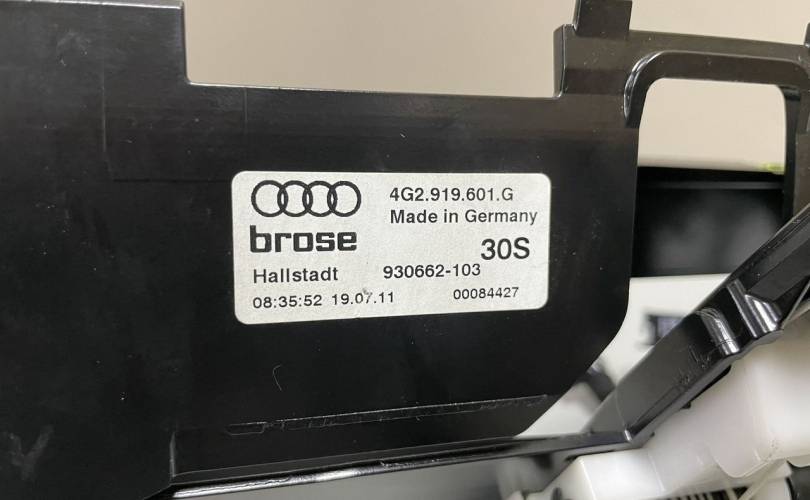 4G2.919.601.G
Made in Germany
brose
30S
Hallstadt 930662-103
08:35:52 19.07.11 00084427